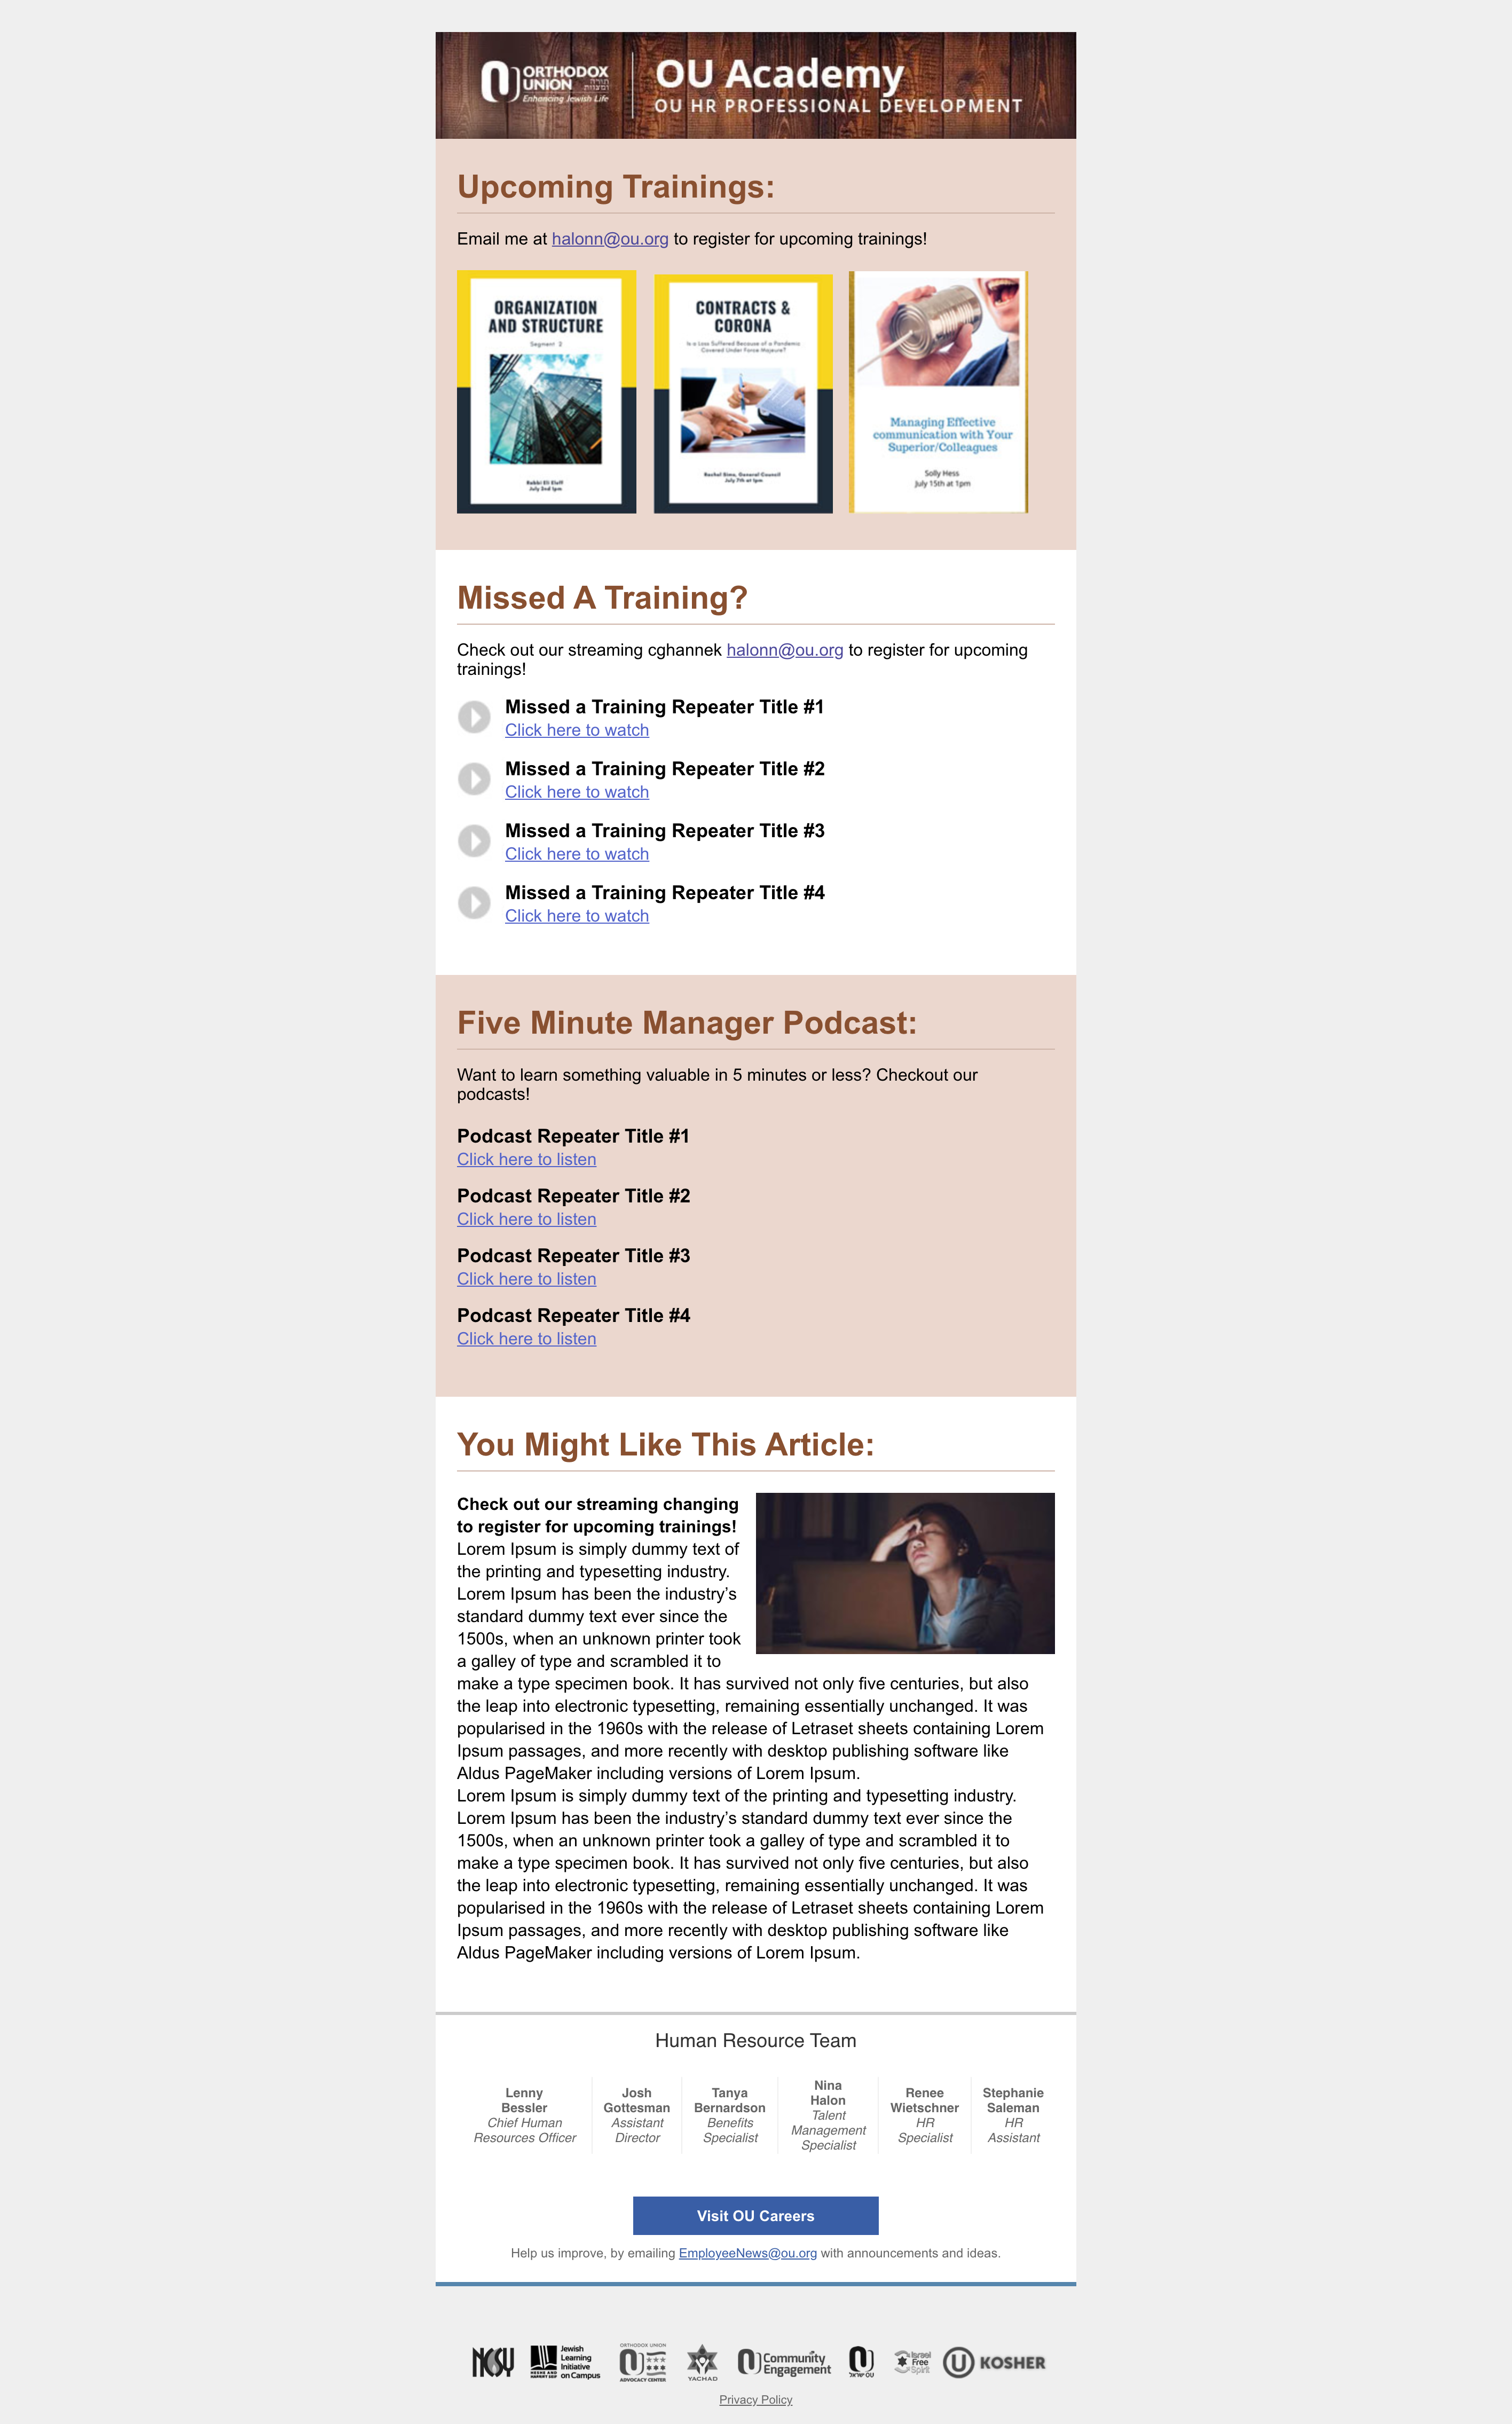 ORTHODOX
UNION תורה
ומצוות
Enhancing Jewish Life
OU Academy
OU HR PROFESSIONAL DEVELOPMENT
Upcoming Trainings:
Email me at halonn@ou.org to register for upcoming trainings!
ORGANIZATION
AND STRUCTURE
Segment 2
Rabbi Eli Eleff
July 2nd 1pm
CONTRACTS &
CORONA
Is a Loss Suffered Because of a Pandemic
Covered Under Force Majeure?
Rachel Sims, General Council
July 7th at 1pm
Managing Effective
communication with Your
Superior/Colleagues
Solly Hess
July 15th at 1pm
Missed A Training?
Check out our streaming cghannek halonn@ou.org to register for upcoming
trainings!
Missed a Training Repeater Title #1
Click here to watch
Missed a Training Repeater Title #2
Click here to watch
Missed a Training Repeater Title #3
Click here to watch
Missed a Training Repeater Title #4
Click here to watch
Five Minute Manager Podcast:
Want to learn something valuable in 5 minutes or less? Checkout our
podcasts!
Podcast Repeater Title #1
Click here to listen
Podcast Repeater Title #2
Click here to listen
Podcast Repeater Title #3
Click here to listen
Podcast Repeater Title #4
Click here to listen
You Might Like This Article:
Check out our streaming changing
to register for upcoming trainings!
Lorem Ipsum is simply dummy text of
the printing and typesetting industry.
Lorem Ipsum has been the industry’s
standard dummy text ever since the
1500s, when an unknown printer took
a galley of type and scrambled it to
make a type specimen book. It has survived not only five centuries, but also
the leap into electronic typesetting, remaining essentially unchanged. It was
popularised in the 1960s with the release of Letraset sheets containing Lorem
Ipsum passages, and more recently with desktop publishing software like
Aldus PageMaker including versions of Lorem Ipsum.
Lorem Ipsum is simply dummy text of the printing and typesetting industry.
Lorem Ipsum has been the industry’s standard dummy text ever since the
1500s, when an unknown printer took a galley of type and scrambled it to
make a type specimen book. It has survived not only five centuries, but also
the leap into electronic typesetting, remaining essentially unchanged. It was
popularised in the 1960s with the release of Letraset sheets containing Lorem
Ipsum passages, and more recently with desktop publishing software like
Aldus PageMaker including versions of Lorem Ipsum.
Human Resource Team
Lenny
Bessler
Chief Human
Resources Officer
Josh
Gottesman
Assistant
Director
Tanya
Bernardson
Benefits
Specialist
Nina
Halon
Talent
Management
Specialist
Renee
Wietschner
HR
Specialist
Stephanie
Saleman
HR
Assistant
Visit OU Careers
Help us improve, by emailing EmployeeNews@ou.org with announcements and ideas.
NCSY
Jewish
Learning
Initiative
on Campus
ORTHODOX UNION
ADVOCACY CENTER
YACHAD
Community
Engagement
OU ישראל
Israel
Free
Spirit
U KOSHER
Privacy Policy